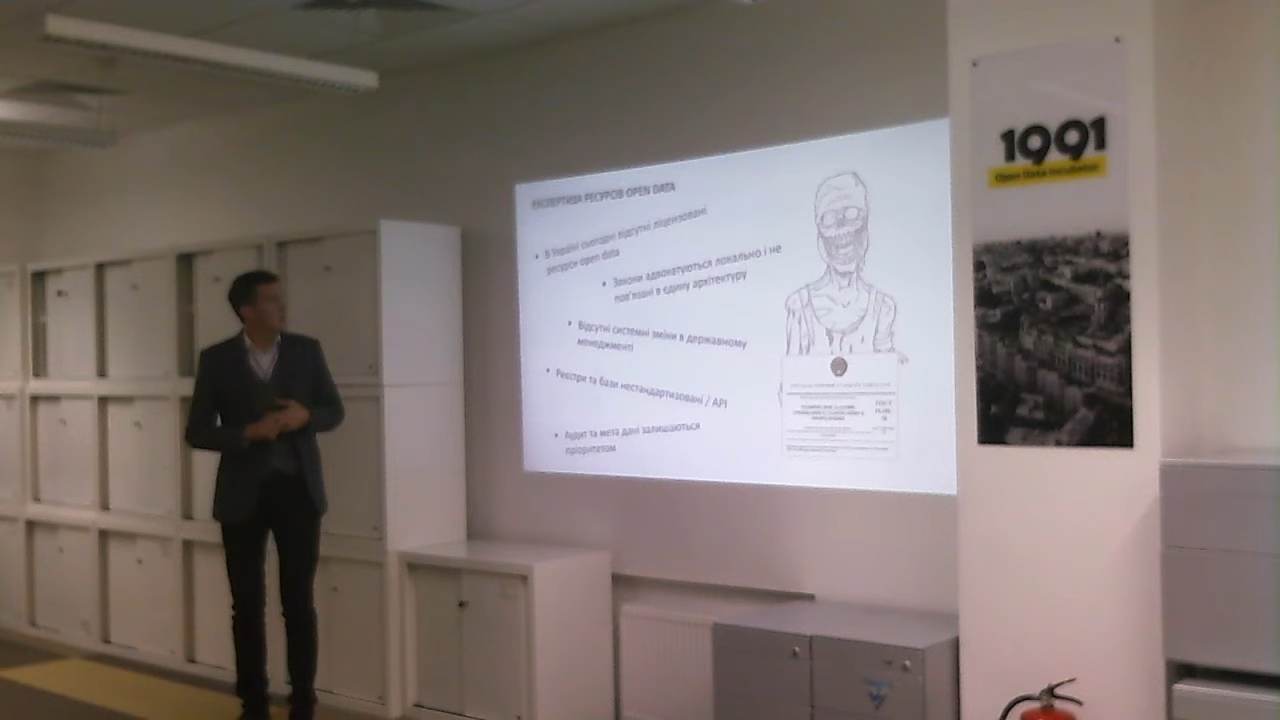 ЕКСПЕРТИЗА РЕСУРСІВ OPEN DATA
• В Україні сьогодні відсутні ліцензовані
ресурси open data
• Закони адвокатуються локально і не
пов'язані в єдину архітектуру
• Відсутні системні зміни в державному
менеджменті
• Реєстри та бази нестандартизовані / API
• Аудит та мета дані залишаються
пріоритетом
1991
Open Data Incubator